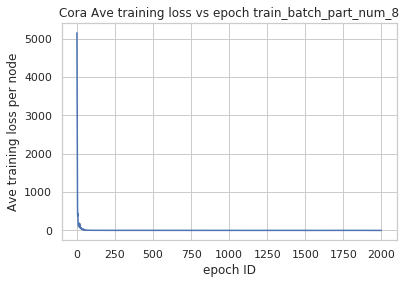 Cora Ave training loss vs epoch train_batch_part_num_8
Ave training loss per node
5000
4000
3000
2000
1000
0
0 250 500 750 1000 1250 1500 1750 2000
epoch ID